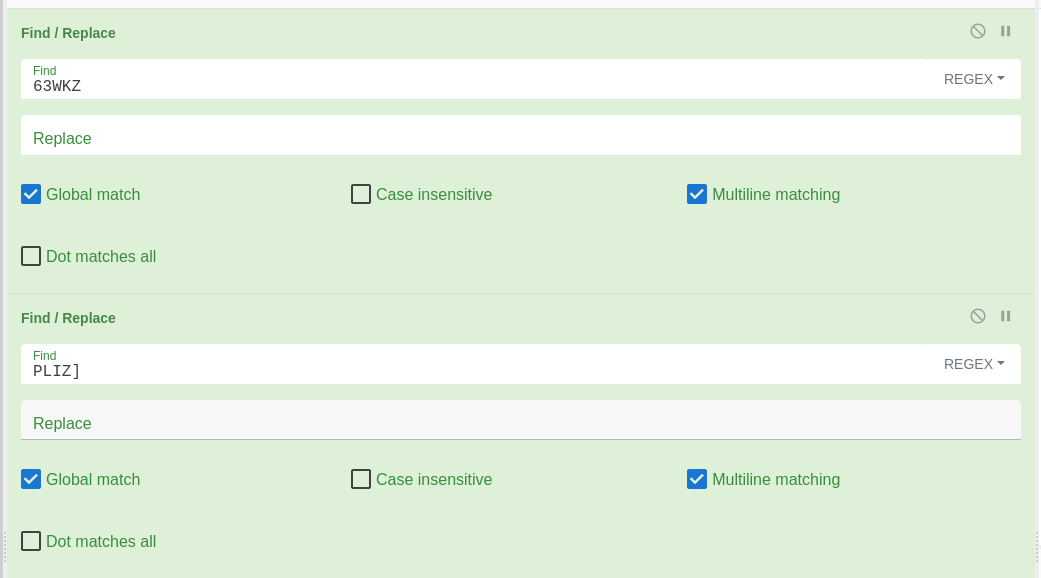 Find / Replace
Find
63WKZ
REGEX
Replace
Global match
Case insensitive
Multiline matching
Dot matches all
Find / Replace
Find
PLIZ]
REGEX
Replace
Global match
Case insensitive
Multiline matching
Dot matches all